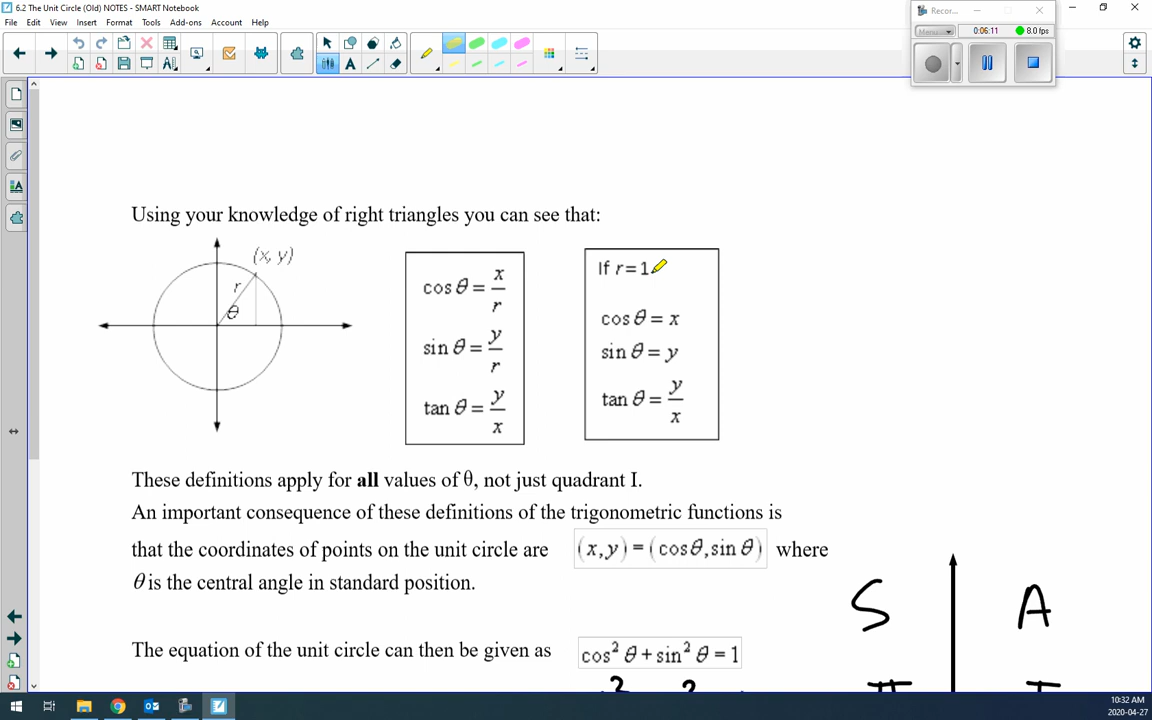 6.2 The Unit Circle (Old) NOTES - SMART Notebook
File Edit View Insert Format Tools Add-ons Account Help
Recor...
Menu
0:06:11
8.0 fps
Using your knowledge of right triangles you can see that:
(x, y)
r
θ
cos θ = x/r
sin θ = y/r
tan θ = y/x
If r = 1
cos θ = x
sin θ = y
tan θ = y/x
These definitions apply for all values of θ, not just quadrant I.
An important consequence of these definitions of the trigonometric functions is
that the coordinates of points on the unit circle are (x,y) = (cosθ,sin θ) where
θ is the central angle in standard position.
S A
The equation of the unit circle can then be given as cos² θ + sin² θ = 1
10:32 AM
2020-04-27